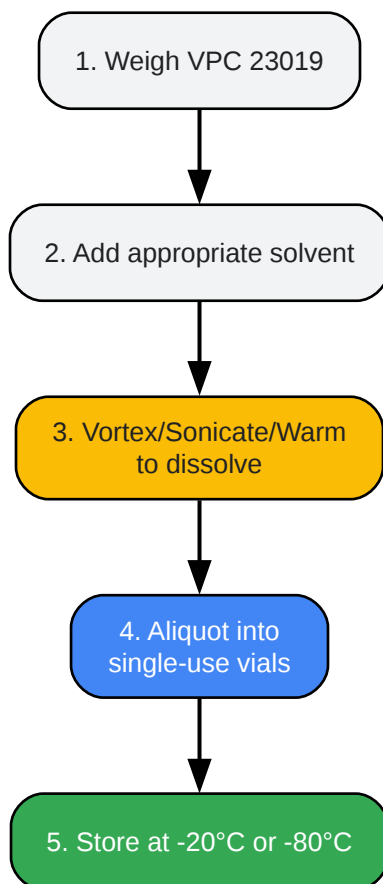 1. Weigh VPC 23019
2. Add appropriate solvent
3. Vortex/Sonicate/Warm
to dissolve
4. Aliquot into
single-use vials
5. Store at -20°C or -80°C